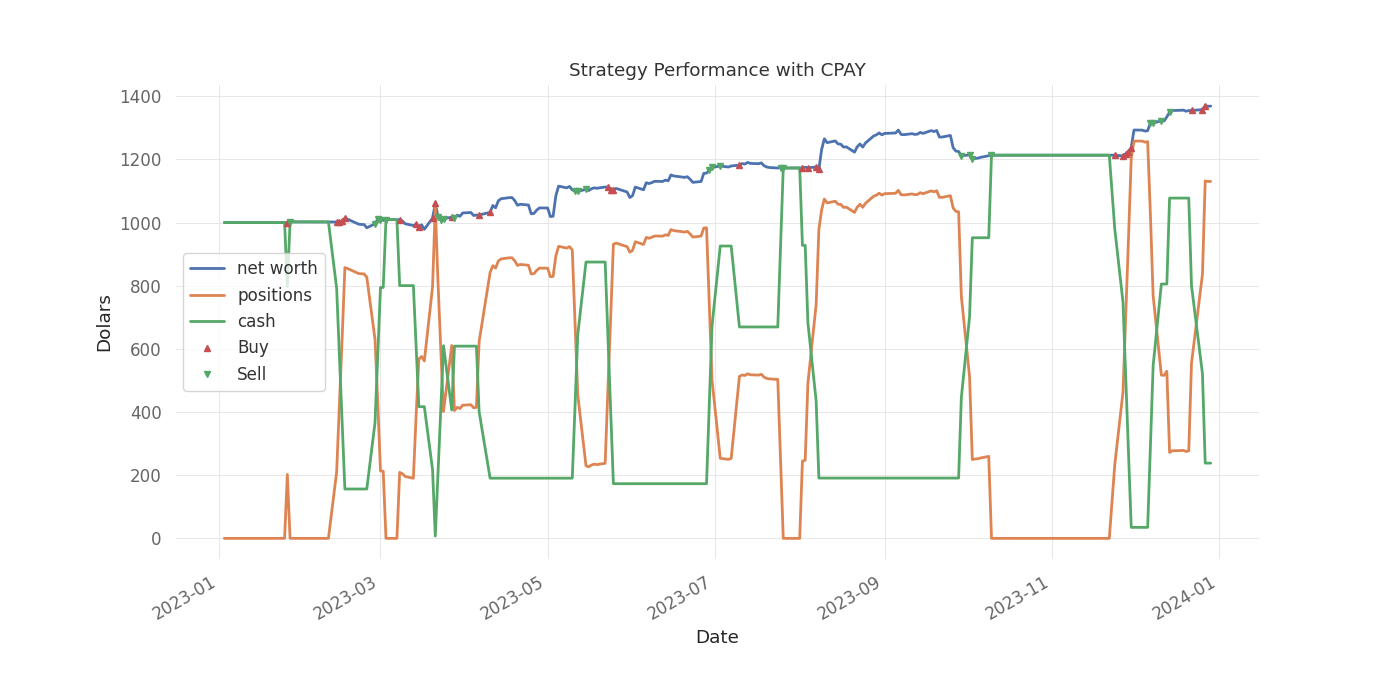 Strategy Performance with CPAY
1400
1200
1000
800
600
400
200
0
Dolars
net worth
positions
cash
Buy
Sell
2023-01
2023-03
2023-05
2023-07
2023-09
2023-11
2024-01
Date